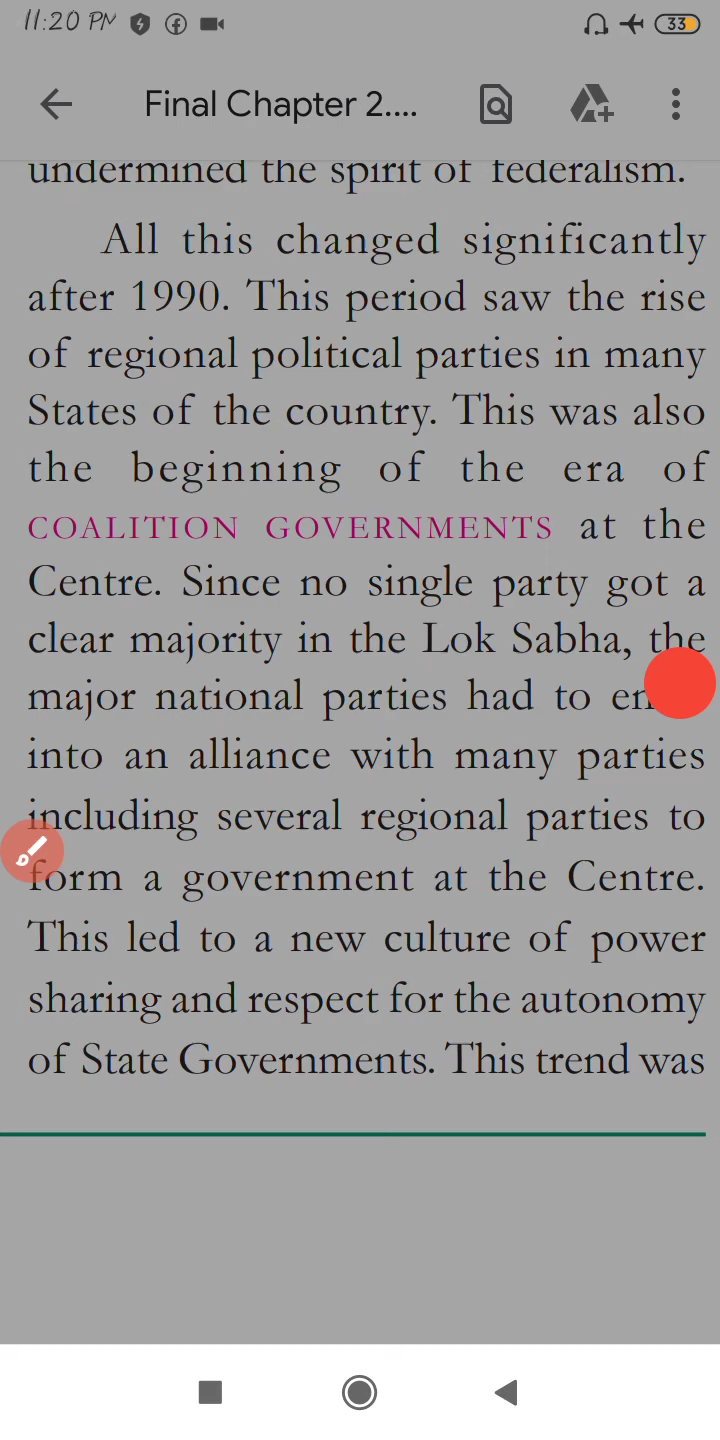 11:20 PM
33
Final Chapter 2....
undermined the spirit of federalism.
All this changed significantly
after 1990. This period saw the rise
of regional political parties in many
States of the country. This was also
the beginning of the era of
COALITION GOVERNMENTS at the
Centre. Since no single party got a
clear majority in the Lok Sabha, the
major national parties had to
into an alliance with many parties
including several regional parties to
form a government at the Centre.
This led to a new culture of power
sharing and respect for the autonomy
of State Governments. This trend was